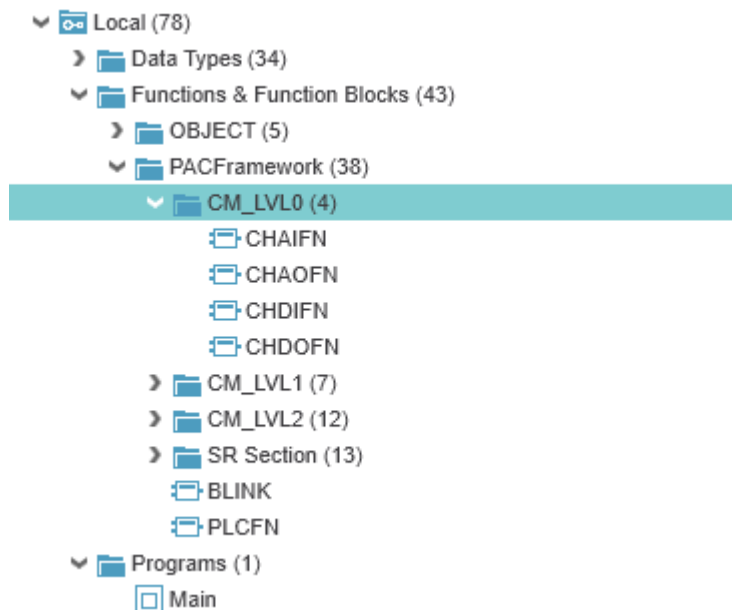 Local (78)
Data Types (34)
Functions & Function Blocks (43)
OBJECT (5)
PACFramework (38)
CM_LVL0 (4)
CHAIFN
CHAOFN
CHDIFN
CHDOFN
CM_LVL1 (7)
CM_LVL2 (12)
SR Section (13)
BLINK
PLCFN
Programs (1)
Main